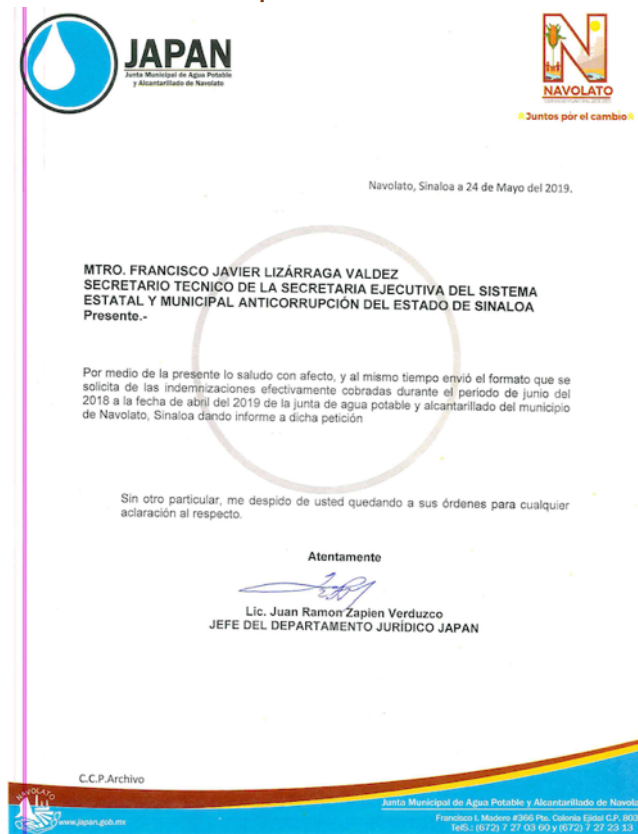 JAPAN
Junta Municipal de Agua Potable
y Alcantarillado de Navolato
N
NAVOLATO
Juntos por el cambio
Navolato, Sinaloa a 24 de Mayo del 2019.
MTRO. FRANCISCO JAVIER LIZÁRRAGA VALDEZ
SECRETARIO TECNICO DE LA SECRETARIA EJECUTIVA DEL SISTEMA
ESTATAL Y MUNICIPAL ANTICORRUPCIÓN DEL ESTADO DE SINALOA
Presente.-
Por medio de la presente lo saludo con afecto, y al mismo tiempo envió el formato que se
solicita de las indemnizaciones efectivamente cobradas durante el periodo de junio del
2018 a la fecha de abril del 2019 de la junta de agua potable y alcantarillado del municipio
de Navolato, Sinaloa dando informe a dicha petición
Sin otro particular, me despido de usted quedando a sus órdenes para cualquier
aclaración al respecto.
Atentamente
Lic. Juan Ramon Zapien Verduzco
JEFE DEL DEPARTAMENTO JURÍDICO JAPAN
C.C.P.Archivo
NAVOLATO
www.japan.gob.mx
Junta Municipal de Agua Potable y Alcantarillado de Navola
Francisco I. Madero #366 Pte. Colonia Ejidal C.P. 803
TelS.: (672) 7 27 03 60 y (672) 7 27 23 13